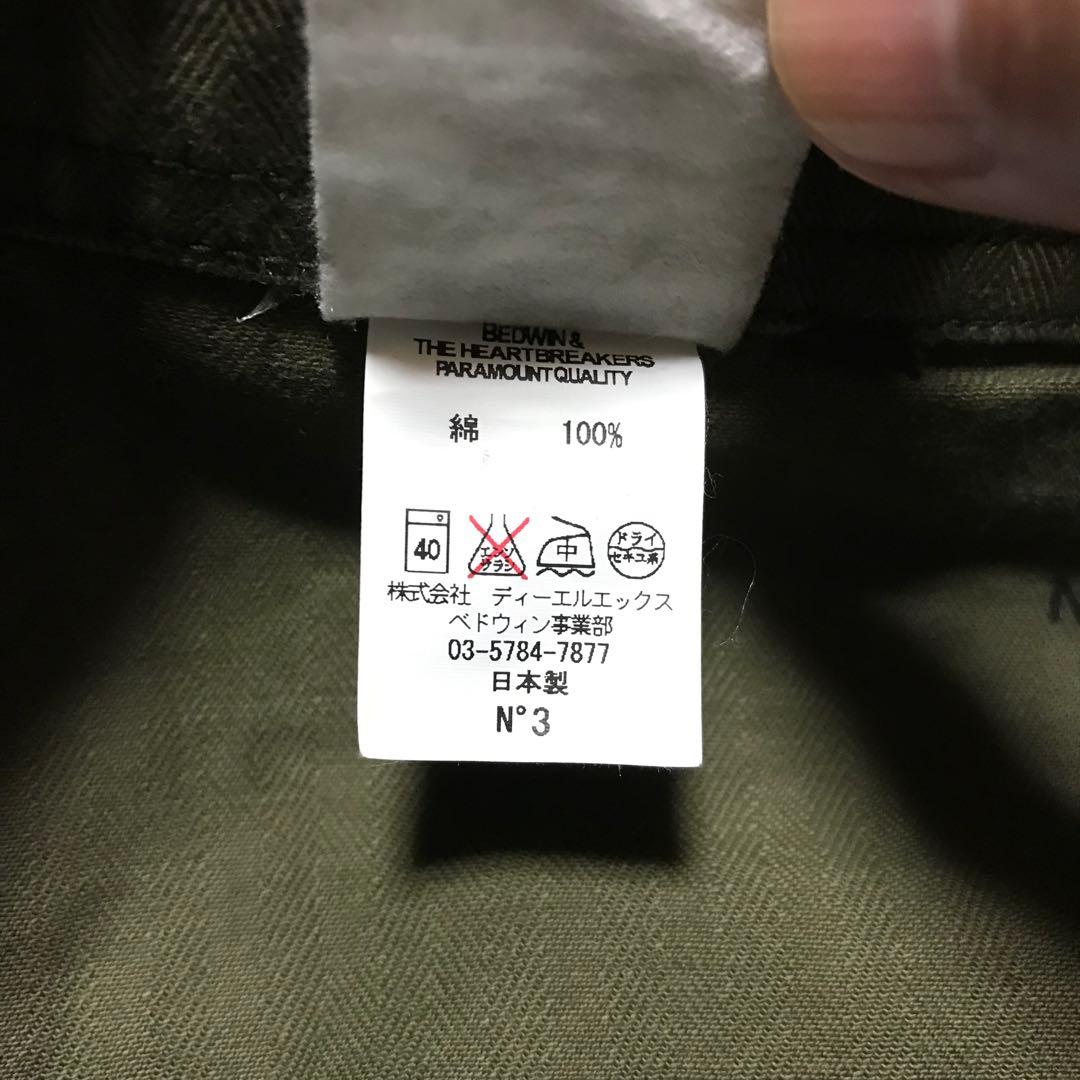 BEDWIN &
THE HEARTBREAKERS
PARAMOUNT QUALITY
綿 100%
40 エンソ サラシ 中 ドライ セキユ系
株式会社 ディーエルエックス
ベドウィン事業部
03-5784-7877
日本製
N°3